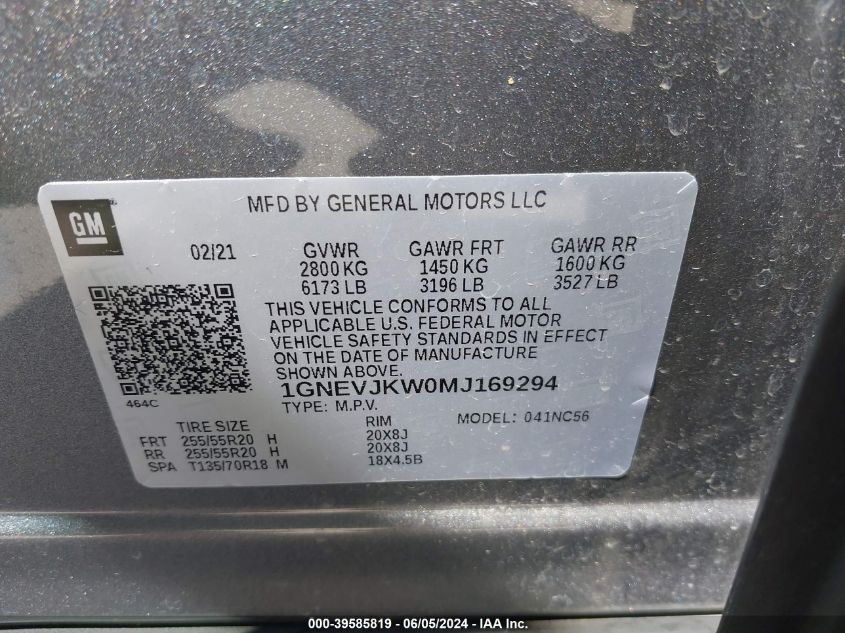 MFD BY GENERAL MOTORS LLC
GM
02/21 GVWR GAWR FRT GAWR RR
2800 KG 1450 KG 1600 KG
6173 LB 3196 LB 3527 LB
THIS VEHICLE CONFORMS TO ALL
APPLICABLE U.S. FEDERAL MOTOR
VEHICLE SAFETY STANDARDS IN EFFECT
ON THE DATE OF MANUFACTURE
SHOWN ABOVE.
1GNEVJKW0MJ169294
464C
TYPE: M.P.V. MODEL: 041NC56
TIRE SIZE RIM
FRT 255/55R20 H 20X8J
RR 255/55R20 H 20X8J
SPA T135/70R18 M 18X4.5B
000-39585819 - 06/05/2024 - IAA Inc.